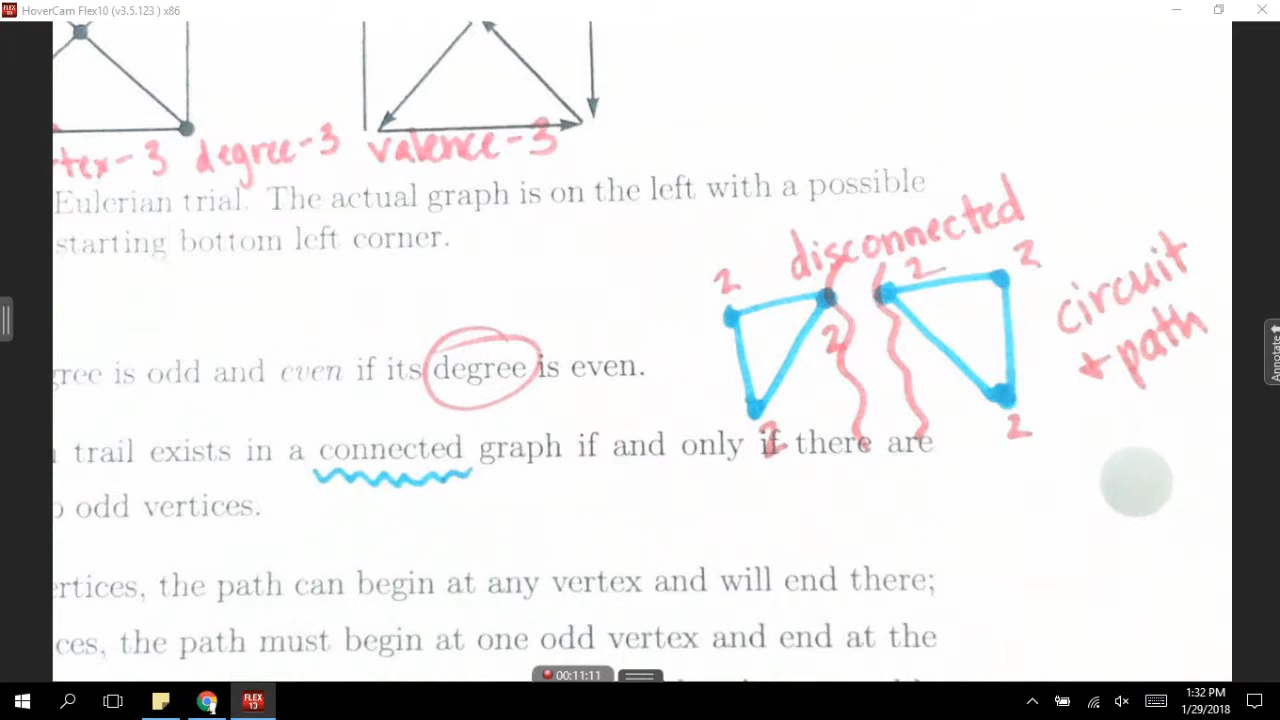 HoverCam Flex10 (v3.5.123 ) x86
tex-3 degree-3 valence-3
Eulerian trial. The actual graph is on the left with a possible
starting bottom left corner.
disconnected
2 2 2
circuit
+ path
2
gree is odd and even if its degree is even.
2 2
trail exists in a connected graph if and only if there are
odd vertices.
ertices, the path can begin at any vertex and will end there;
ces, the path must begin at one odd vertex and end at the
00:11:11
Annotate
FLEX
13
1:32 PM
1/29/2018